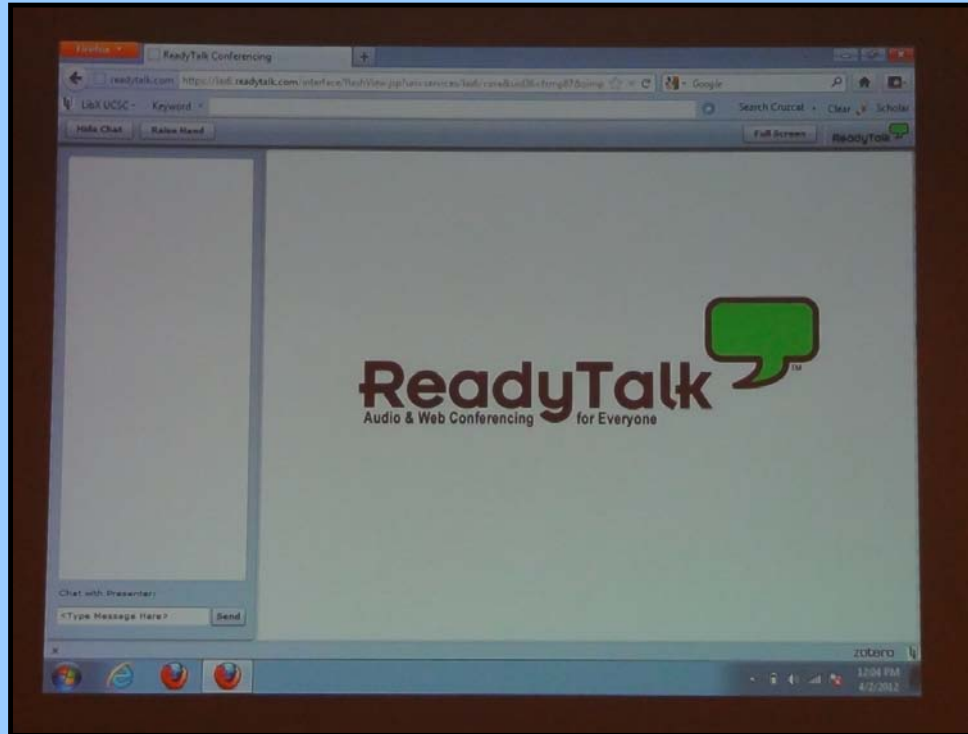 Firefox
ReadyTalk Conferencing
+
readytalk.com
Google
LibX UCSC
Keyword
Search Cruzcat
Clear
Scholar
Hide Chat
Raise Hand
Full Screen
ReadyTalk
ReadyTalk
TM
Audio & Web Conferencing for Everyone
Chat with Presenter:
<Type Message Here>
Send
x
zotero
12:04 PM
4/2/2012